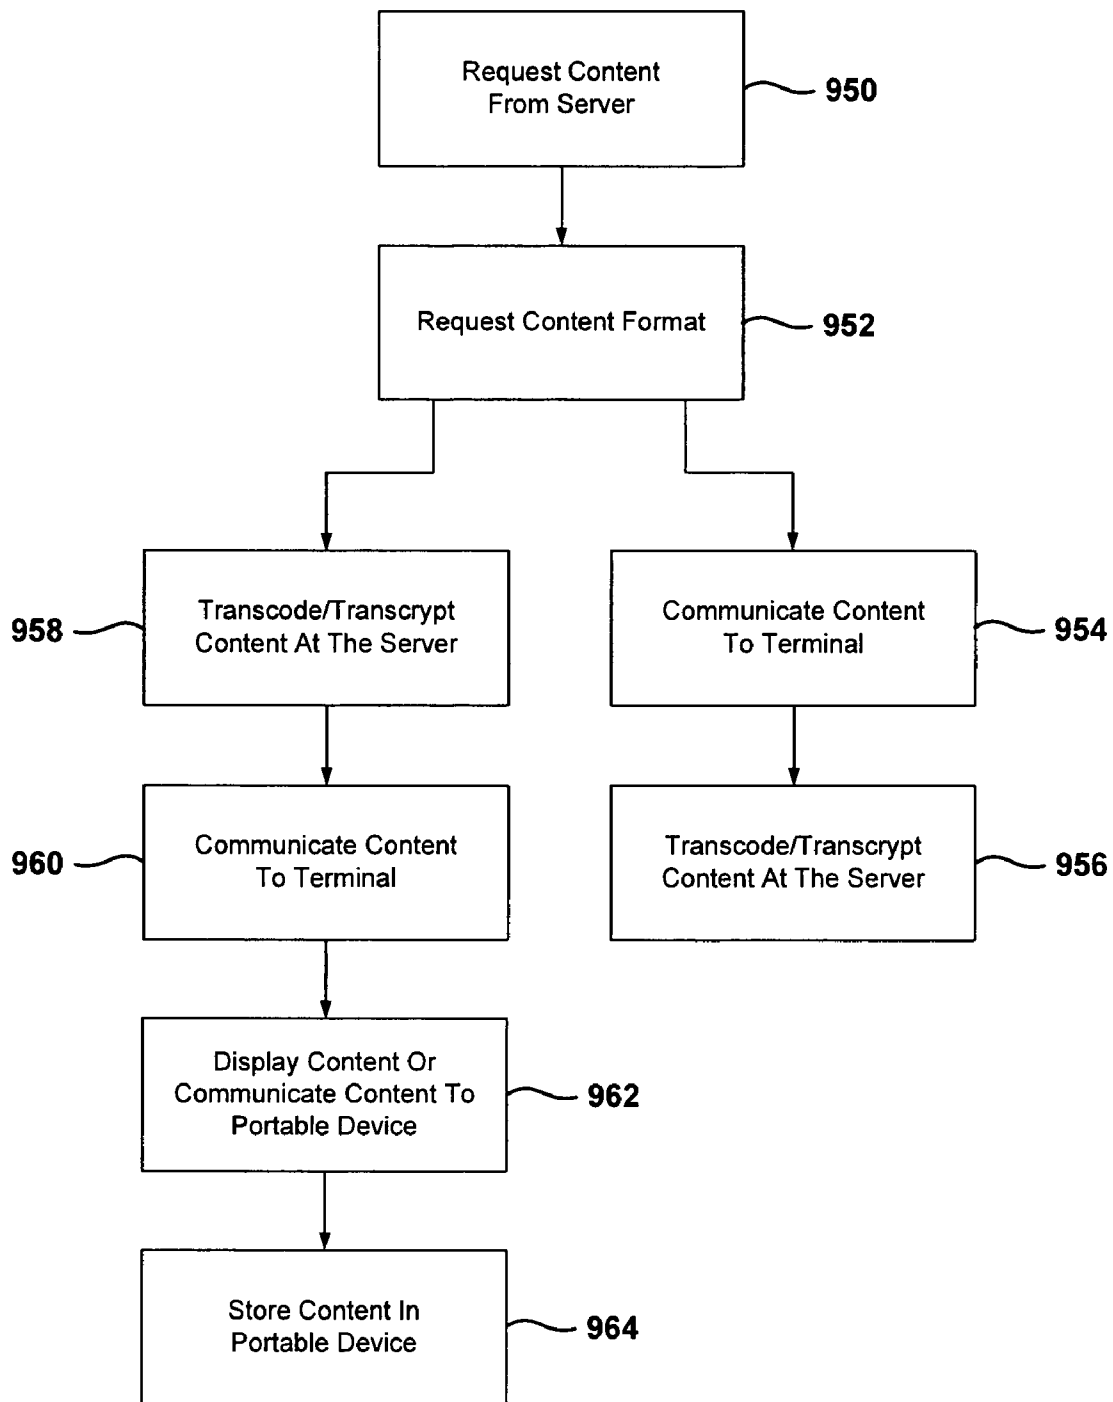 Request Content
From Server
950
Request Content Format
952
958
Transcode/Transcrypt
Content At The Server
Communicate Content
To Terminal
954
960
Communicate Content
To Terminal
Transcode/Transcrypt
Content At The Server
956
Display Content Or
Communicate Content To
Portable Device
962
Store Content In
Portable Device
964